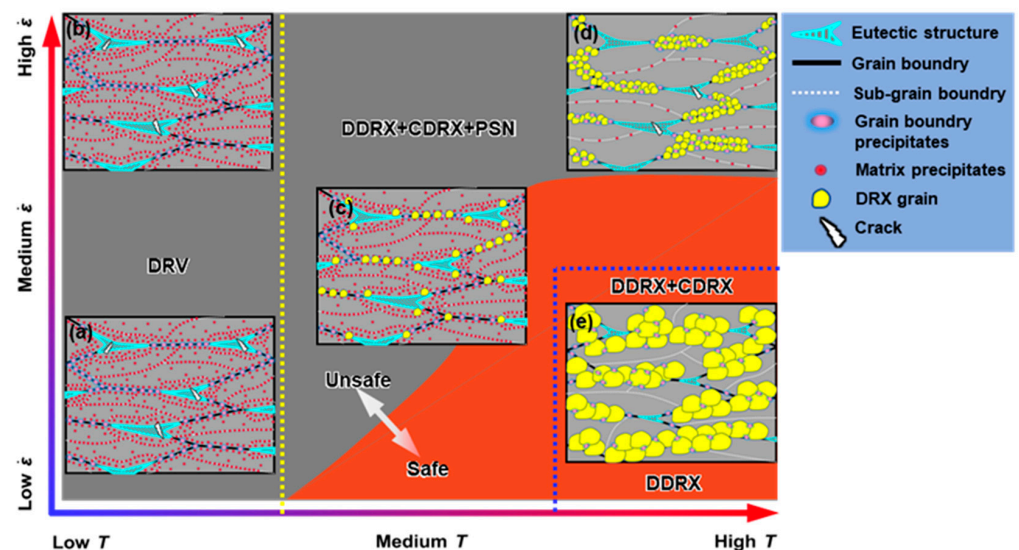 High ε̇
Medium ε̇
Low ε̇
(b)
(d)
DDRX+CDRX+PSN
(c)
DRV
DDRX+CDRX
(a)
(e)
Unsafe
Safe
DDRX
Low T
Medium T
High T
Eutectic structure
Grain boundry
Sub-grain boundry
Grain boundry
precipitates
Matrix precipitates
DRX grain
Crack